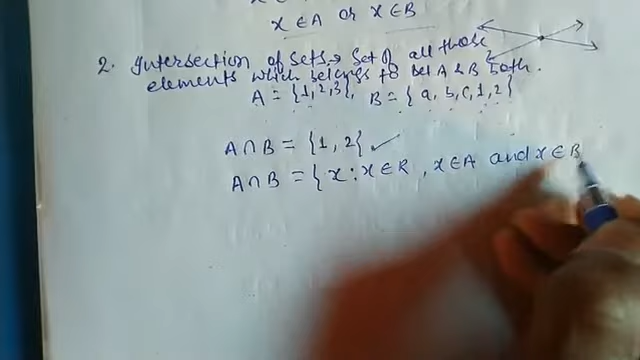 x ∈ A or x ∈ B
2. Intersection of sets → Set of all those
elements which belongs to set A & B both.
A = {1, 2, 3}, B = {a, b, c, 1, 2}
A ∩ B = {1, 2}
A ∩ B = { x : x ∈ R, x ∈ A and x ∈ B